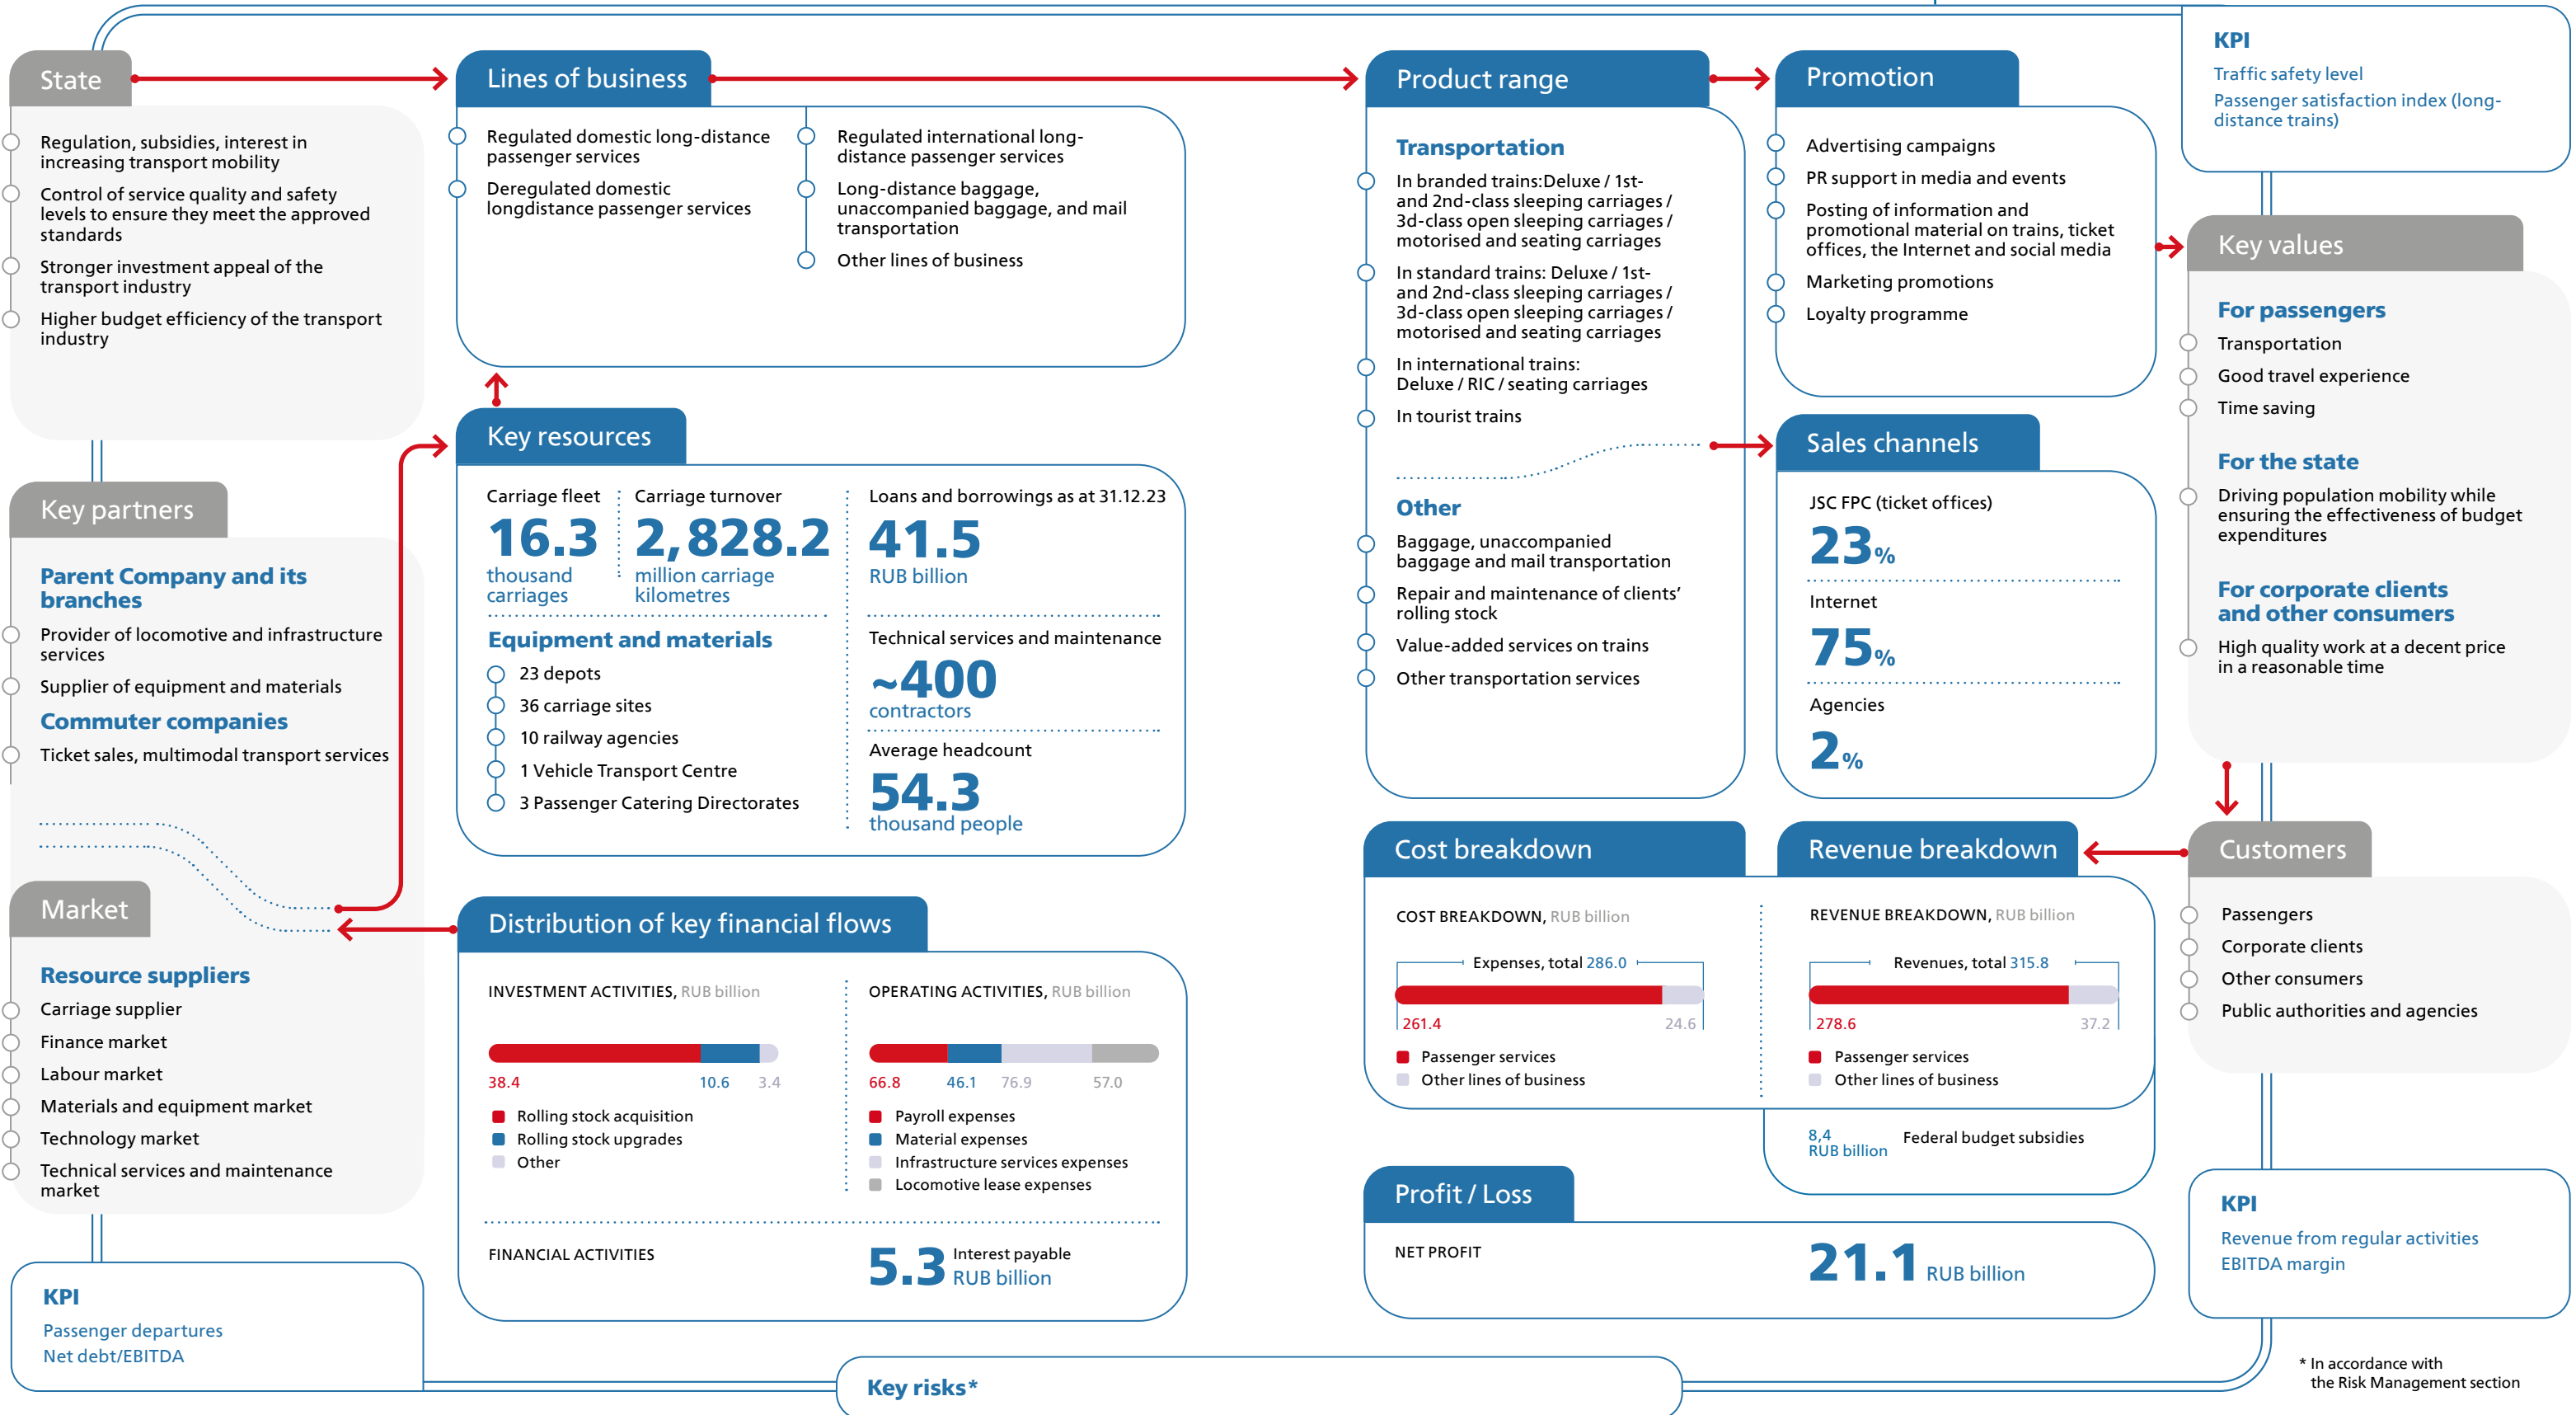 State
Regulation, subsidies, interest in
increasing transport mobility
Control of service quality and safety
levels to ensure they meet the approved
standards
Stronger investment appeal of the
transport industry
Higher budget efficiency of the transport
industry
Key partners
Parent Company and its
branches
Provider of locomotive and infrastructure
services
Supplier of equipment and materials
Commuter companies
Ticket sales, multimodal transport services
Market
Resource suppliers
Carriage supplier
Finance market
Labour market
Materials and equipment market
Technology market
Technical services and maintenance
market
KPI
Passenger departures
Net debt/EBITDA
Lines of business
Regulated domestic long-distance
passenger services
Deregulated domestic
longdistance passenger services
Regulated international long-
distance passenger services
Long-distance baggage,
unaccompanied baggage, and mail
transportation
Other lines of business
Key resources
Carriage fleet
16.3
thousand
carriages
Carriage turnover
2,828.2
million carriage
kilometres
Equipment and materials
23 depots
36 carriage sites
10 railway agencies
1 Vehicle Transport Centre
3 Passenger Catering Directorates
Loans and borrowings as at 31.12.23
41.5
RUB billion
Technical services and maintenance
~400
contractors
Average headcount
54.3
thousand people
Distribution of key financial flows
INVESTMENT ACTIVITIES, RUB billion
38.4 10.6 3.4
Rolling stock acquisition
Rolling stock upgrades
Other
OPERATING ACTIVITIES, RUB billion
66.8 46.1 76.9 57.0
Payroll expenses
Material expenses
Infrastructure services expenses
Locomotive lease expenses
FINANCIAL ACTIVITIES
5.3 Interest payable
RUB billion
Key risks*
Product range
Transportation
In branded trains:Deluxe / 1st-
and 2nd-class sleeping carriages /
3d-class open sleeping carriages /
motorised and seating carriages
In standard trains: Deluxe / 1st-
and 2nd-class sleeping carriages /
3d-class open sleeping carriages /
motorised and seating carriages
In international trains:
Deluxe / RIC / seating carriages
In tourist trains
Other
Baggage, unaccompanied
baggage and mail transportation
Repair and maintenance of clients'
rolling stock
Value-added services on trains
Other transportation services
Promotion
Advertising campaigns
PR support in media and events
Posting of information and
promotional material on trains, ticket
offices, the Internet and social media
Marketing promotions
Loyalty programme
Sales channels
JSC FPC (ticket offices)
23%
Internet
75%
Agencies
2%
Cost breakdown
COST BREAKDOWN, RUB billion
Expenses, total 286.0
261.4 24.6
Passenger services
Other lines of business
Revenue breakdown
REVENUE BREAKDOWN, RUB billion
Revenues, total 315.8
278.6 37.2
Passenger services
Other lines of business
8,4
RUB billion
Federal budget subsidies
Profit / Loss
NET PROFIT
21.1 RUB billion
KPI
Traffic safety level
Passenger satisfaction index (long-
distance trains)
Key values
For passengers
Transportation
Good travel experience
Time saving
For the state
Driving population mobility while
ensuring the effectiveness of budget
expenditures
For corporate clients
and other consumers
High quality work at a decent price
in a reasonable time
Customers
Passengers
Corporate clients
Other consumers
Public authorities and agencies
KPI
Revenue from regular activities
EBITDA margin
* In accordance with
the Risk Management section